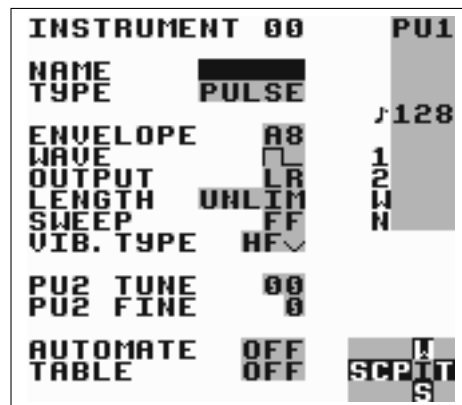 INSTRUMENT 00 PU1
NAME
TYPE PULSE
♪128
ENVELOPE A8
WAVE 1
OUTPUT LR 2
LENGTH UNLIM W
SWEEP FF N
VIB. TYPE HF
PU2 TUNE 00
PU2 FINE 0
AUTOMATE OFF W
TABLE OFF SCPIT
S